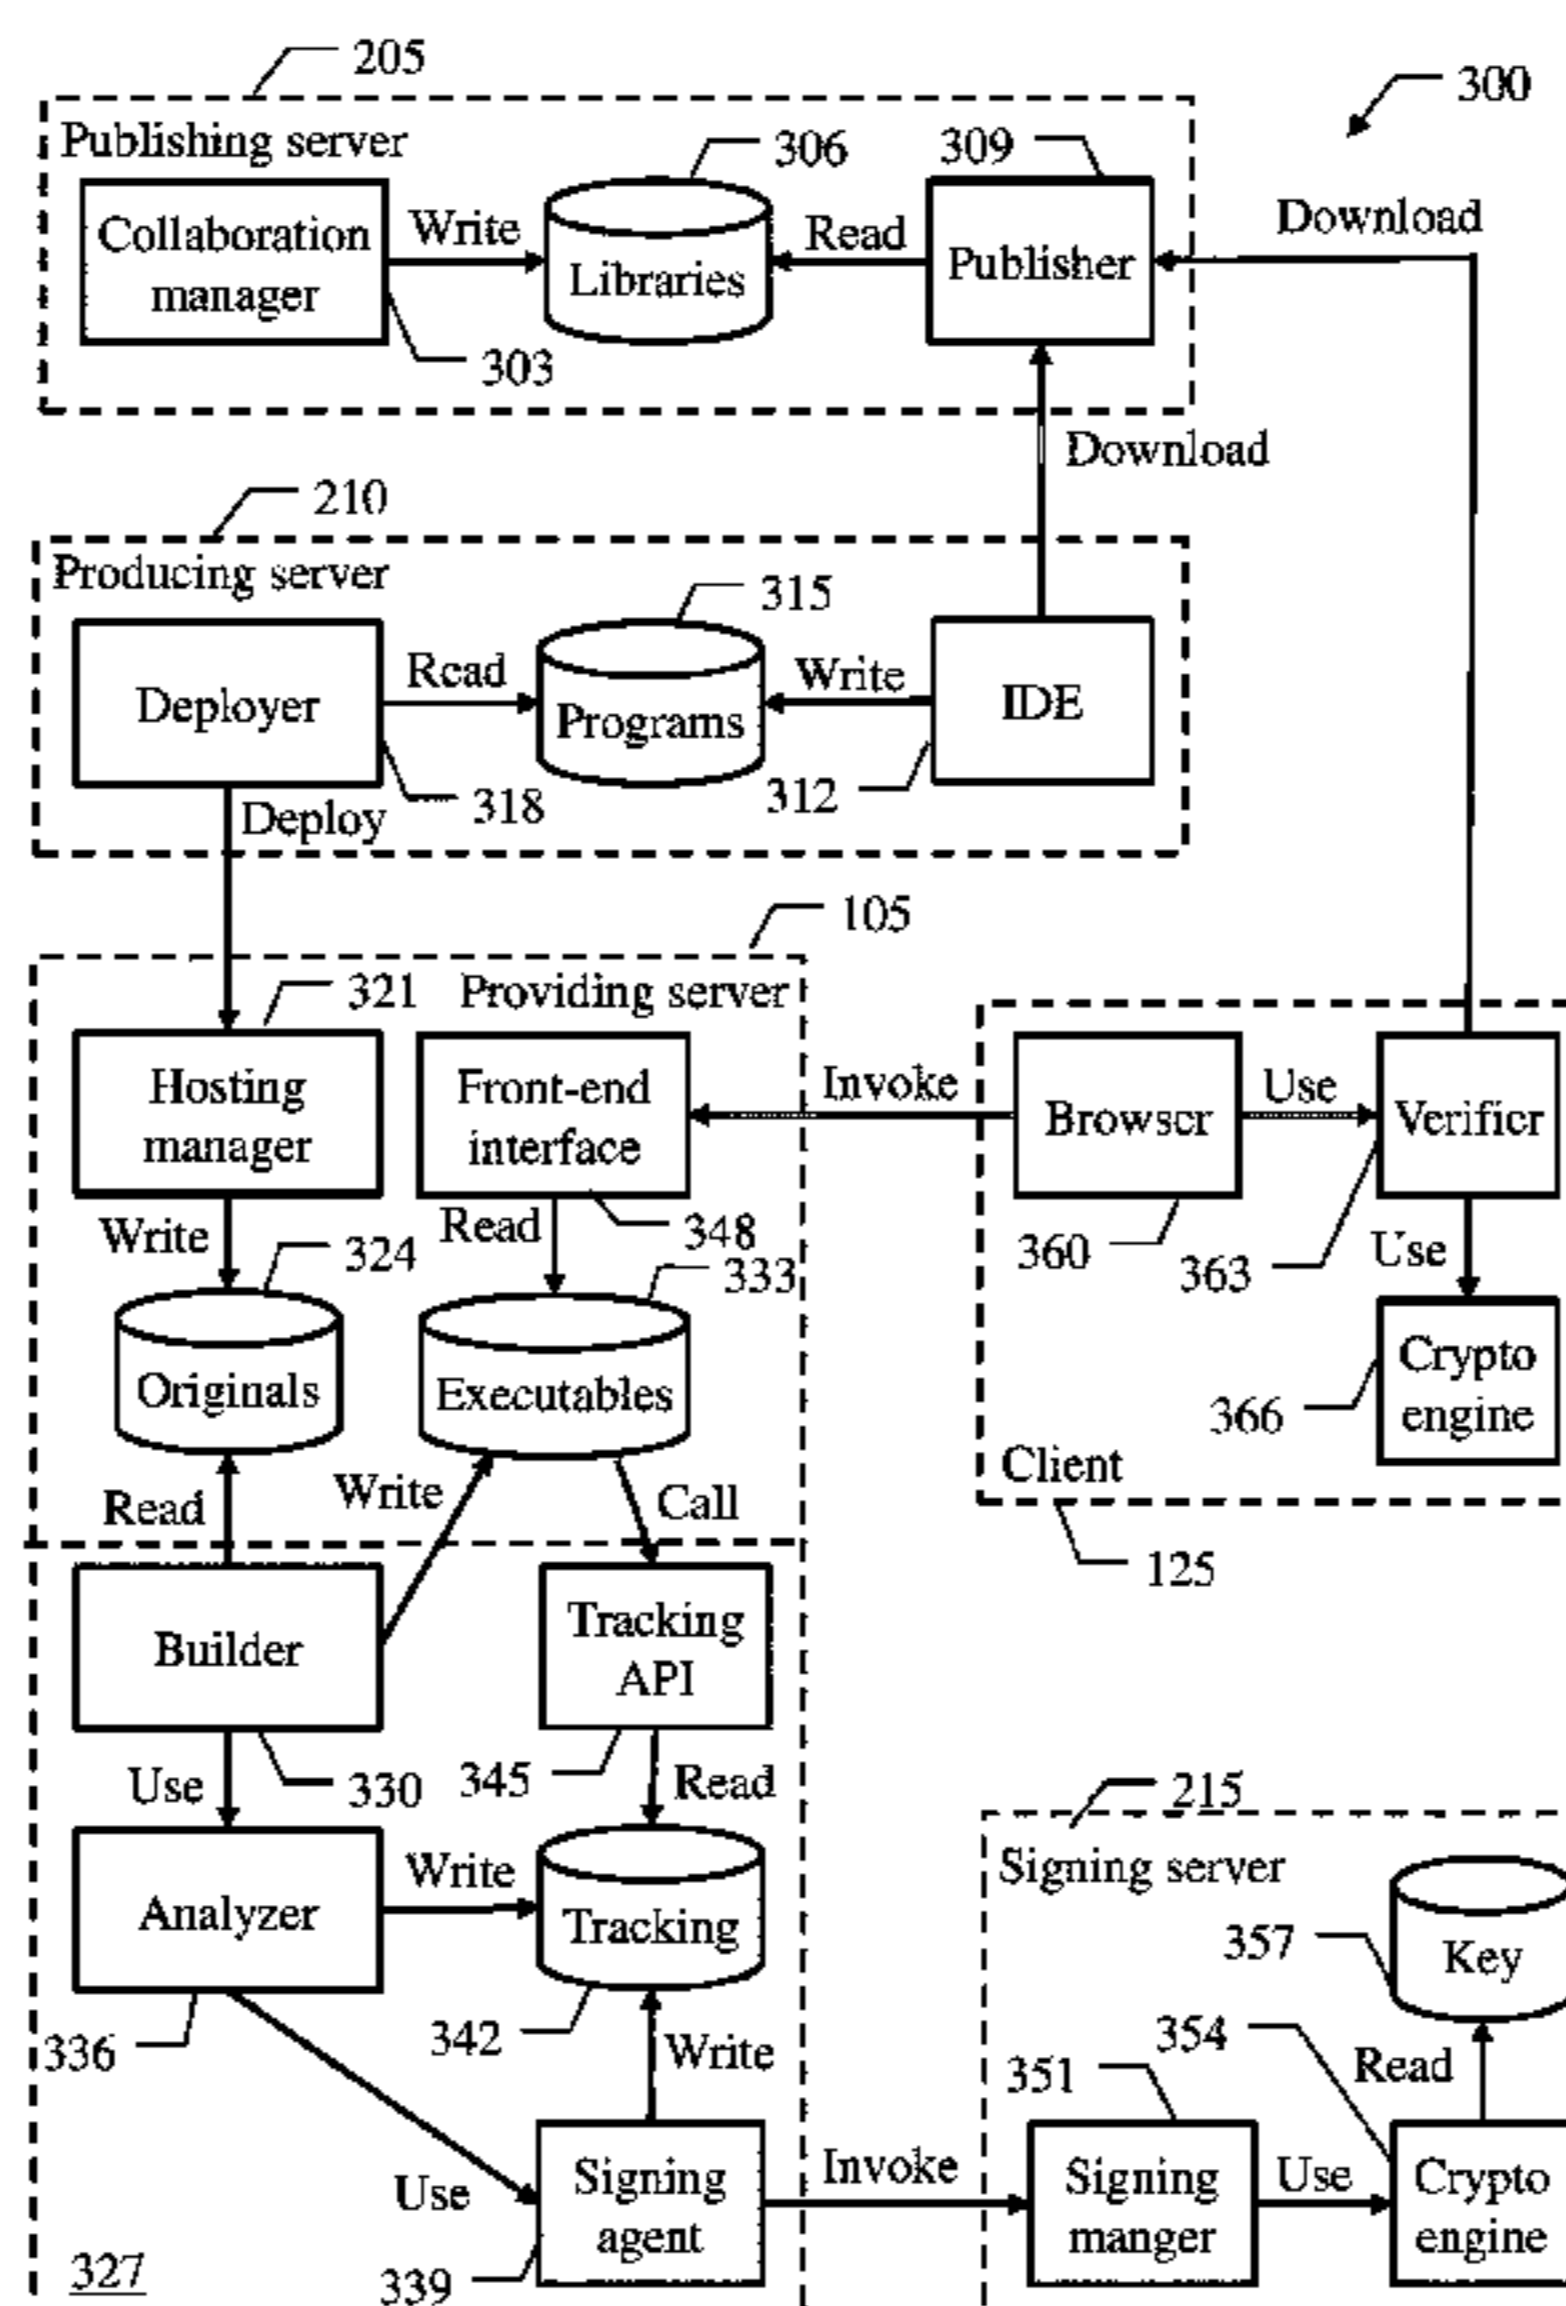 205
300
Publishing server
306
309
Download
Collaboration
manager
Write
Libraries
Read
Publisher
303
Download
210
Producing server
315
Deployer
Read
Programs
Write
IDE
318
312
Deploy
105
321
Providing server
Hosting
manager
Front-end
interface
Invoke
Browser
Use
Verifier
Write
Read
348
360
363
Use
324
333
Originals
Executables
Crypto
engine
366
Read
Write
Call
Client
125
Builder
Tracking
API
Use
330
345
Read
215
Analyzer
Write
Tracking
Signing server
357
Key
336
342
Write
354
351
Read
Use
Signing
agent
Invoke
Signing
manger
Use
Crypto
engine
327
339